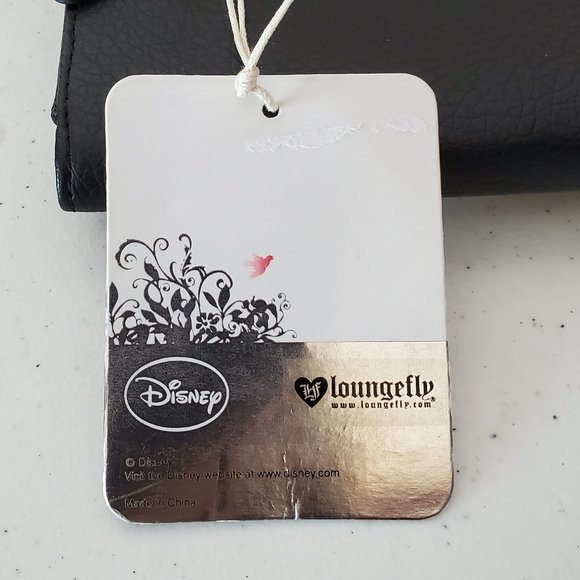 Disney
loungefly®
www.loungefly.com
© Disney
Visit the Disney website at www.disney.com
Made in China